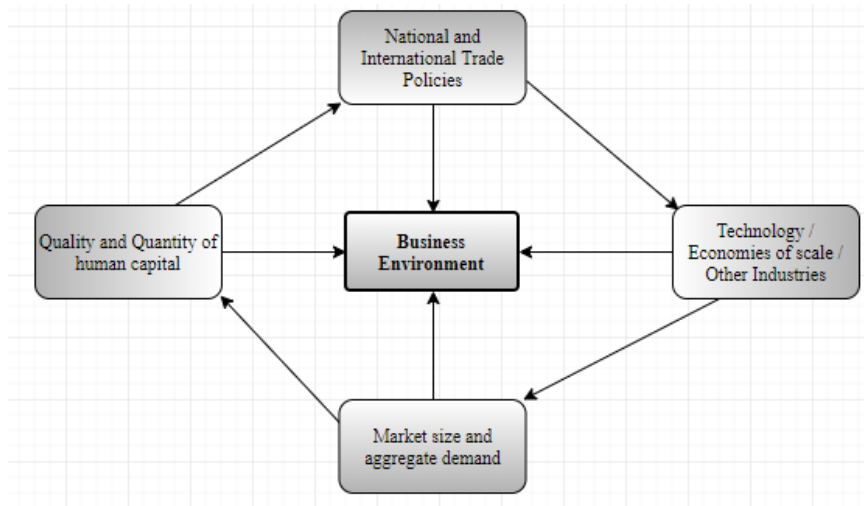 National and
International Trade
Policies
Quality and Quantity of
human capital
Business
Environment
Technology /
Economies of scale /
Other Industries
Market size and
aggregate demand